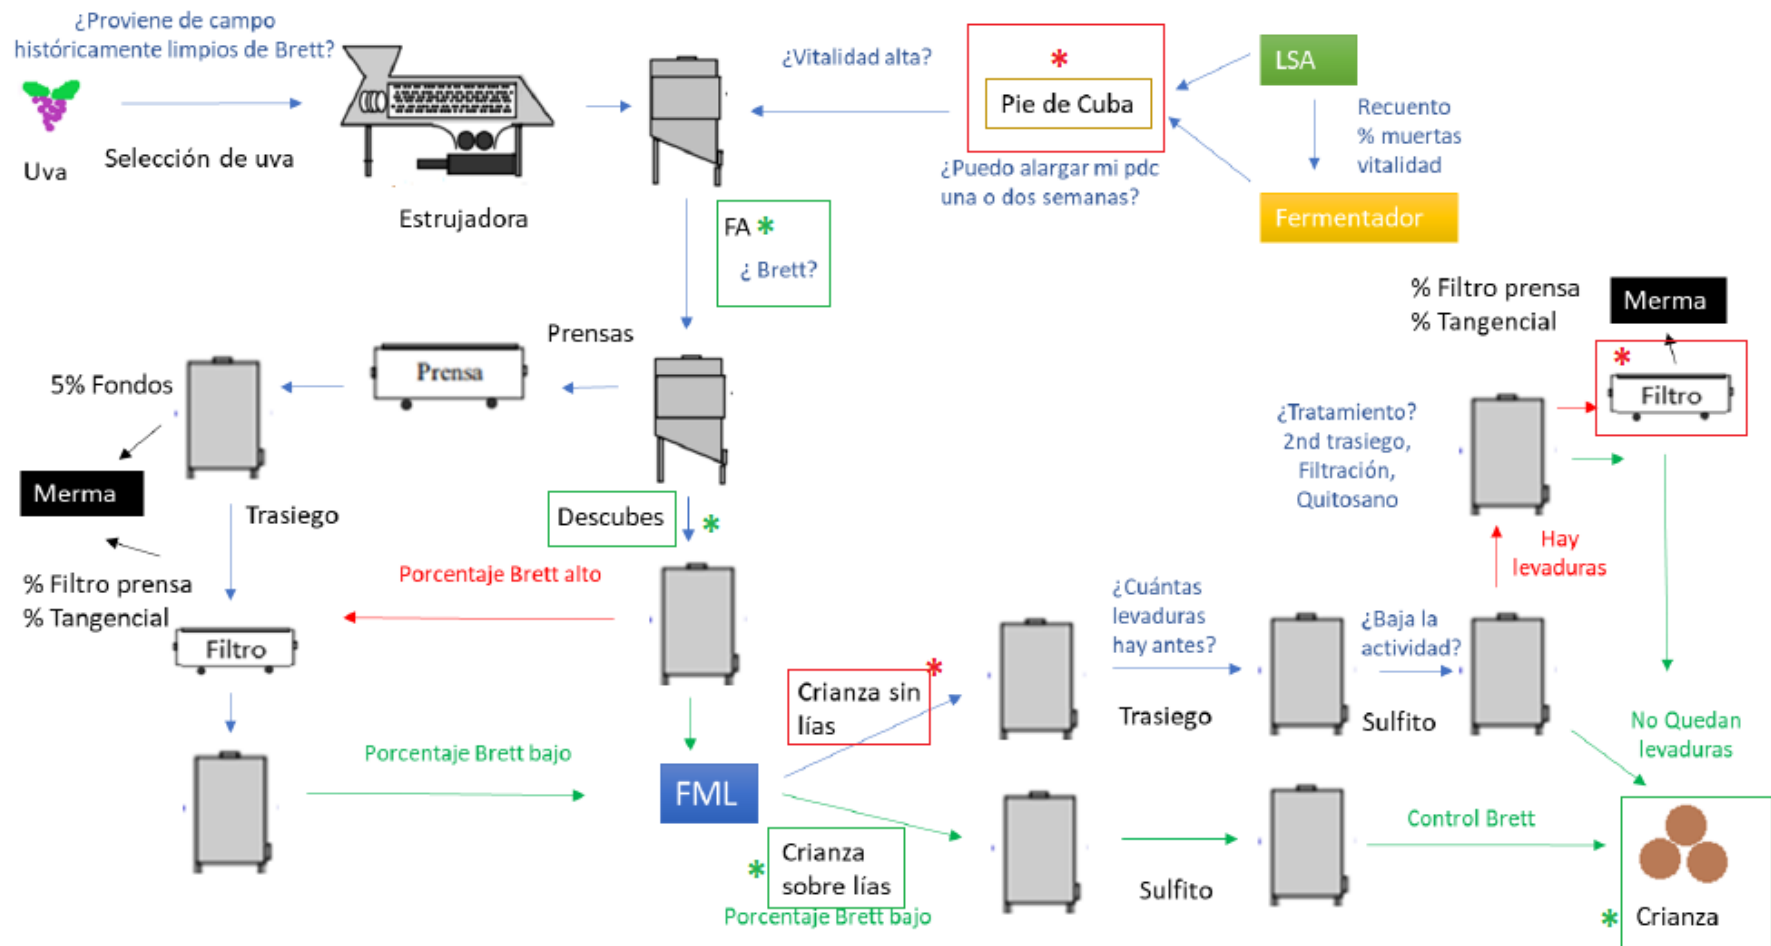 ¿Proviene de campo
históricamente limpios de Brett?
Uva
Selección de uva
Estrujadora
¿Vitalidad alta?
*
Pie de Cuba
¿Puedo alargar mi pdc
una o dos semanas?
LSA
Recuento
% muertas
vitalidad
Fermentador
FA *
¿ Brett?
Prensas
Prensa
5% Fondos
Merma
Trasiego
% Filtro prensa
% Tangencial
Filtro
Descubes
*
Porcentaje Brett alto
Porcentaje Brett bajo
FML
Crianza sin
lías
*
Crianza
sobre lías
*
Porcentaje Brett bajo
¿Cuántas
levaduras
hay antes?
Trasiego
¿Baja la
actividad?
Sulfito
Sulfito
Hay
levaduras
¿Tratamiento?
2nd trasiego,
Filtración,
Quitosano
% Filtro prensa
% Tangencial
Merma
*
Filtro
No Quedan
levaduras
Control Brett
* Crianza